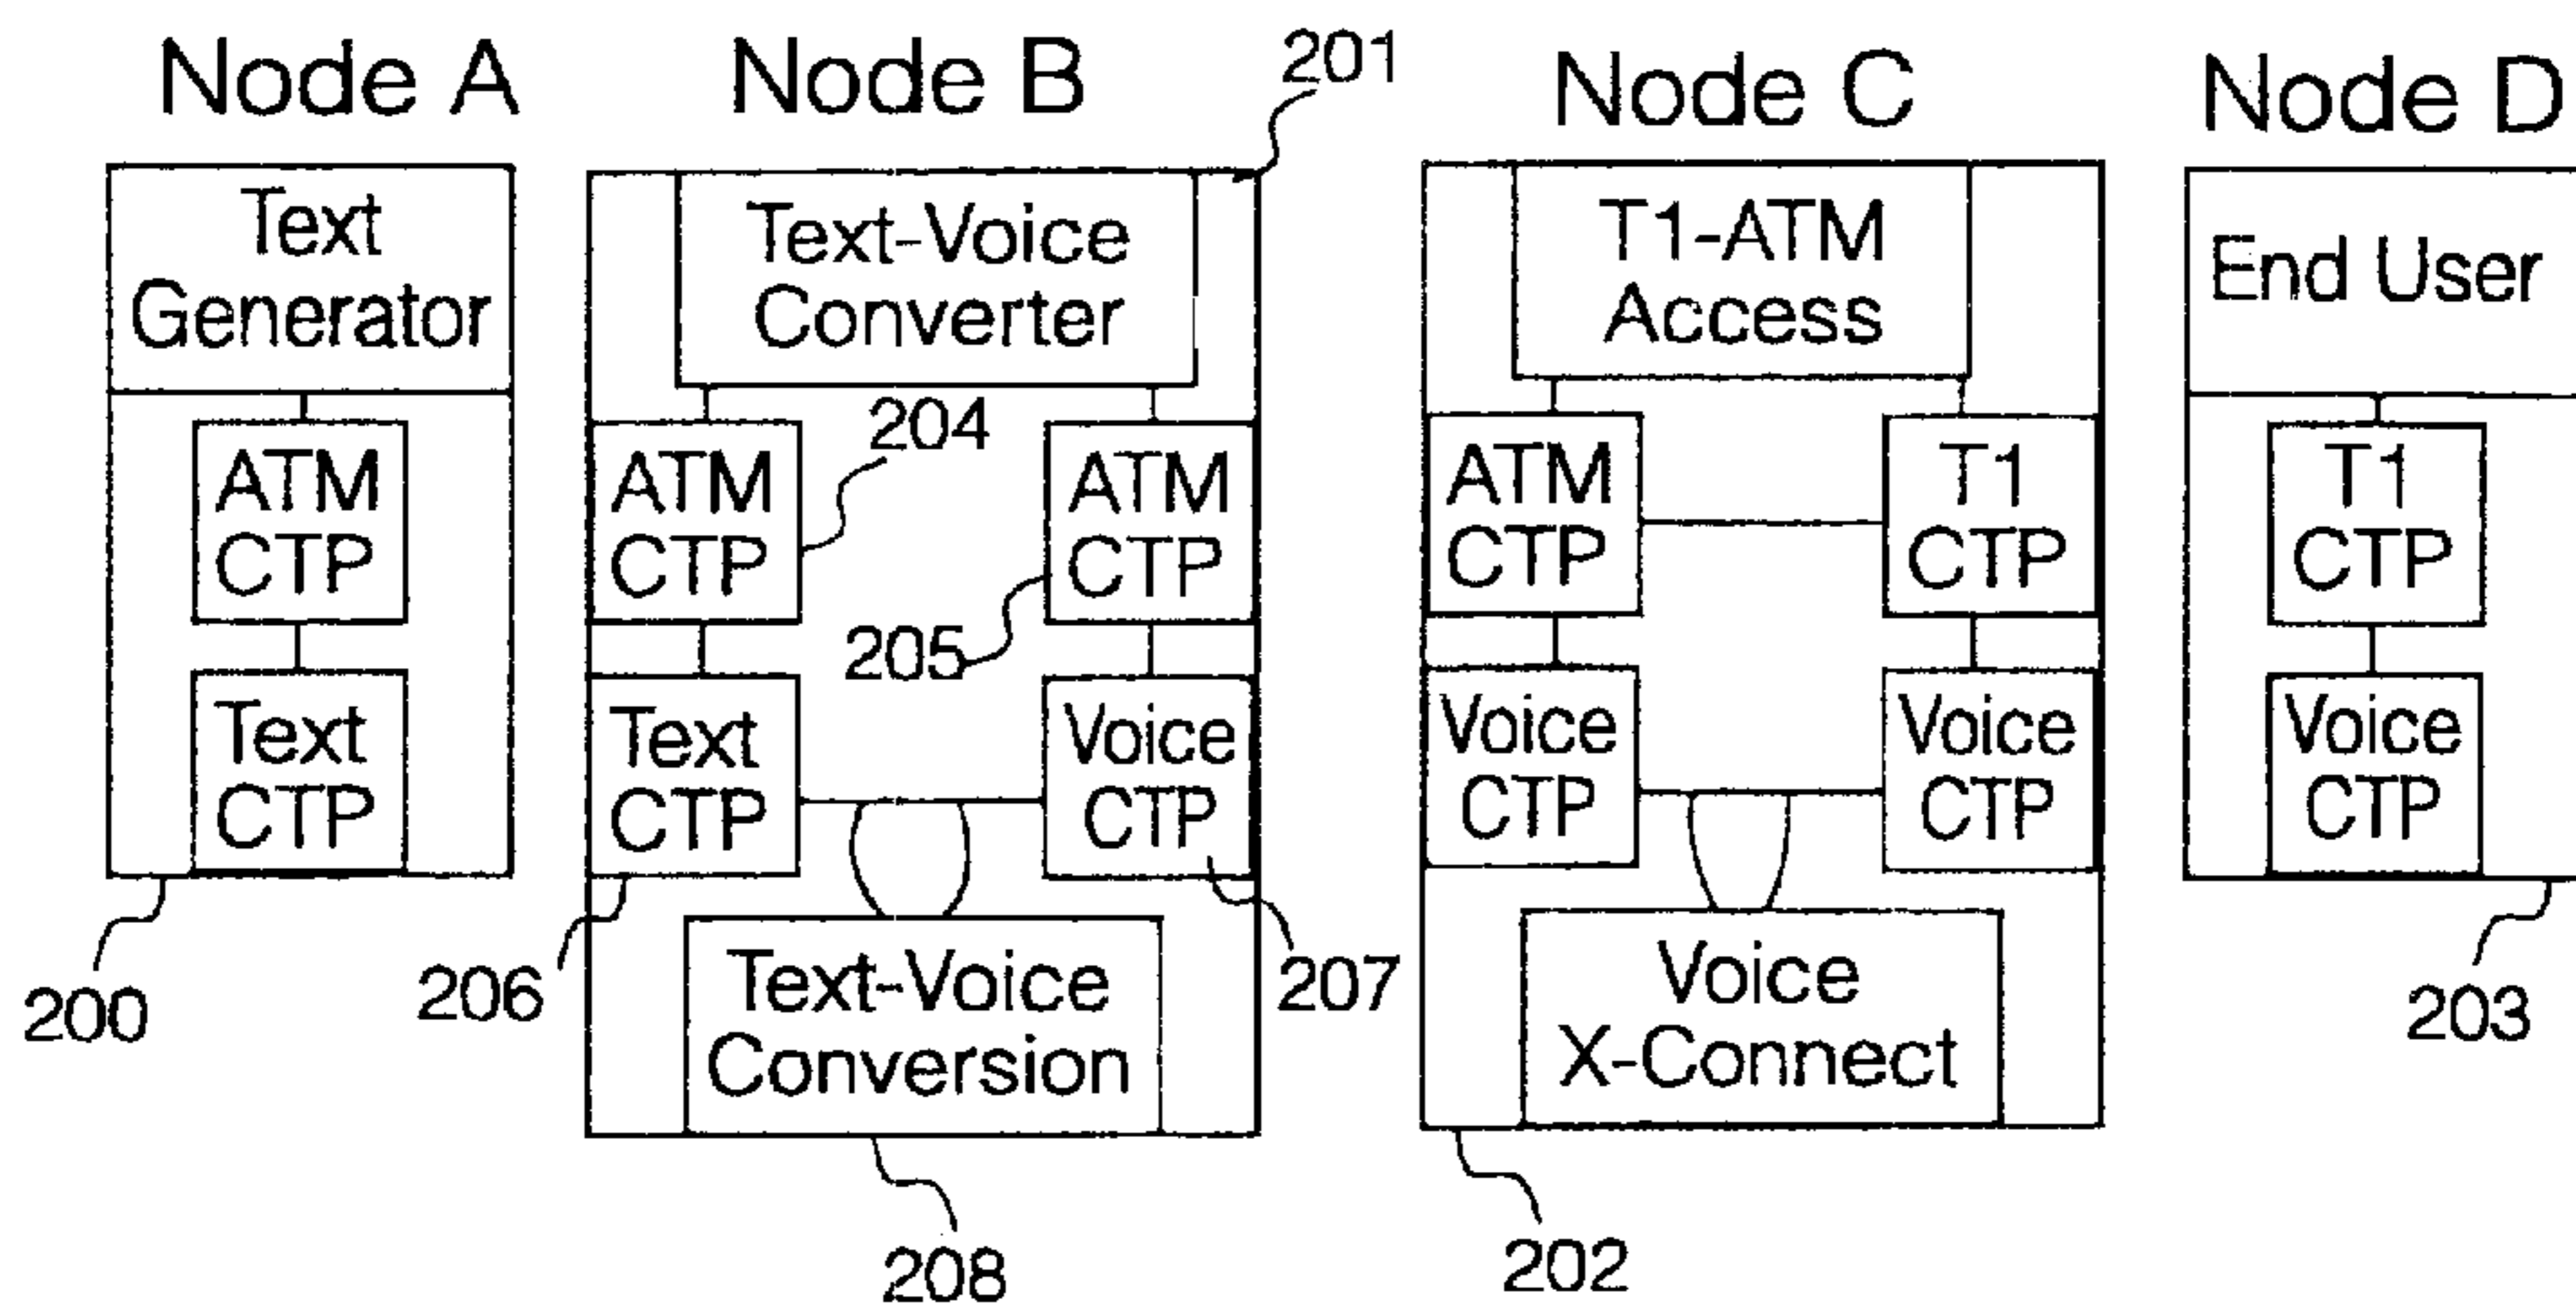 Node A
Node B
201
Node C
Node D
Text
Generator
ATM
CTP
Text
CTP
200
Text-Voice
Converter
204
ATM
CTP
ATM
CTP
205
Text
CTP
Voice
CTP
206
207
Text-Voice
Conversion
208
T1-ATM
Access
ATM
CTP
T1
CTP
Voice
CTP
Voice
CTP
Voice
X-Connect
202
End User
T1
CTP
Voice
CTP
203